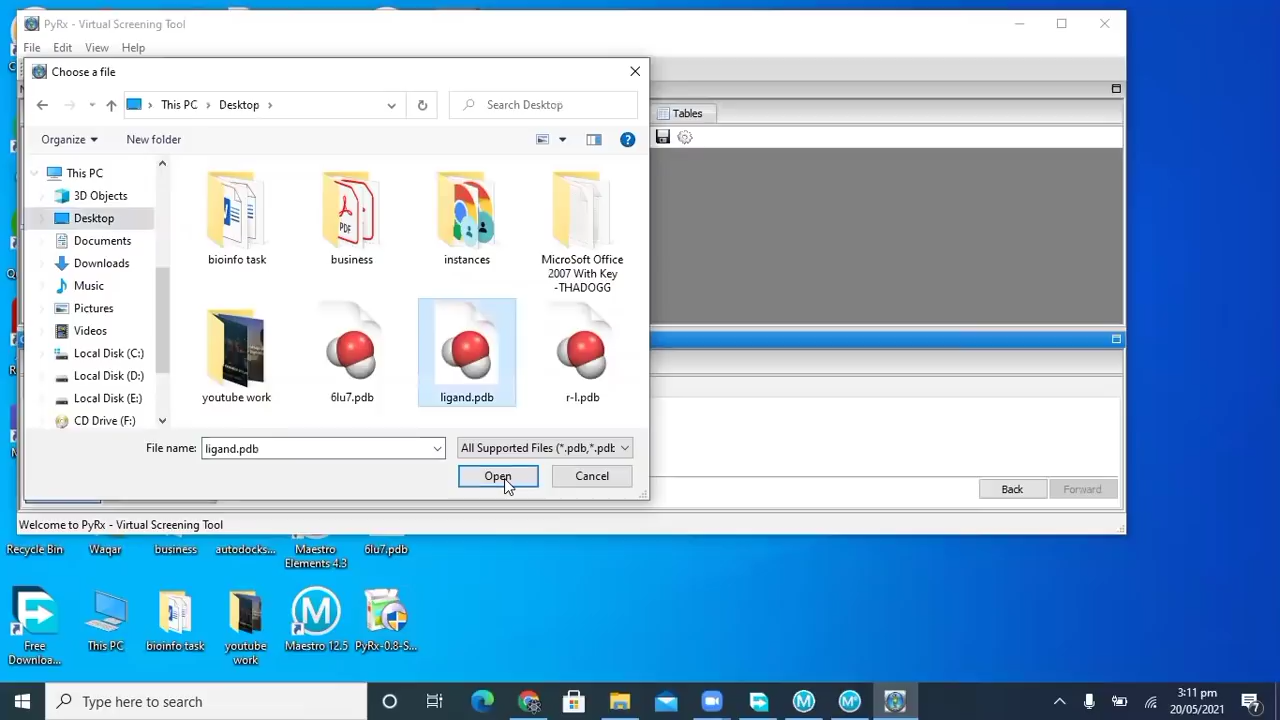 PyRx - Virtual Screening Tool
File Edit View Help
Choose a file
This PC Desktop
Search Desktop
Tables
Organize New folder
This PC
3D Objects
Desktop
Documents
Downloads
Music
Pictures
Videos
Local Disk (C:)
Local Disk (D:)
Local Disk (E:)
CD Drive (F:)
bioinfo task
business
PDF
instances
MicroSoft Office
2007 With Key
-THADOGG
youtube work
6lu7.pdb
ligand.pdb
r-l.pdb
File name: ligand.pdb
All Supported Files (*.pdb,*.pdb
Open Cancel
Back Forward
Welcome to PyRx - Virtual Screening Tool
Recycle Bin
Waqar
business
autodocks...
Maestro
Elements 4.3
6lu7.pdb
Free
Downloa...
This PC
bioinfo task
youtube
work
Maestro 12.5
PyRx-0.8-S...
Type here to search
3:11 pm
20/05/2021
7